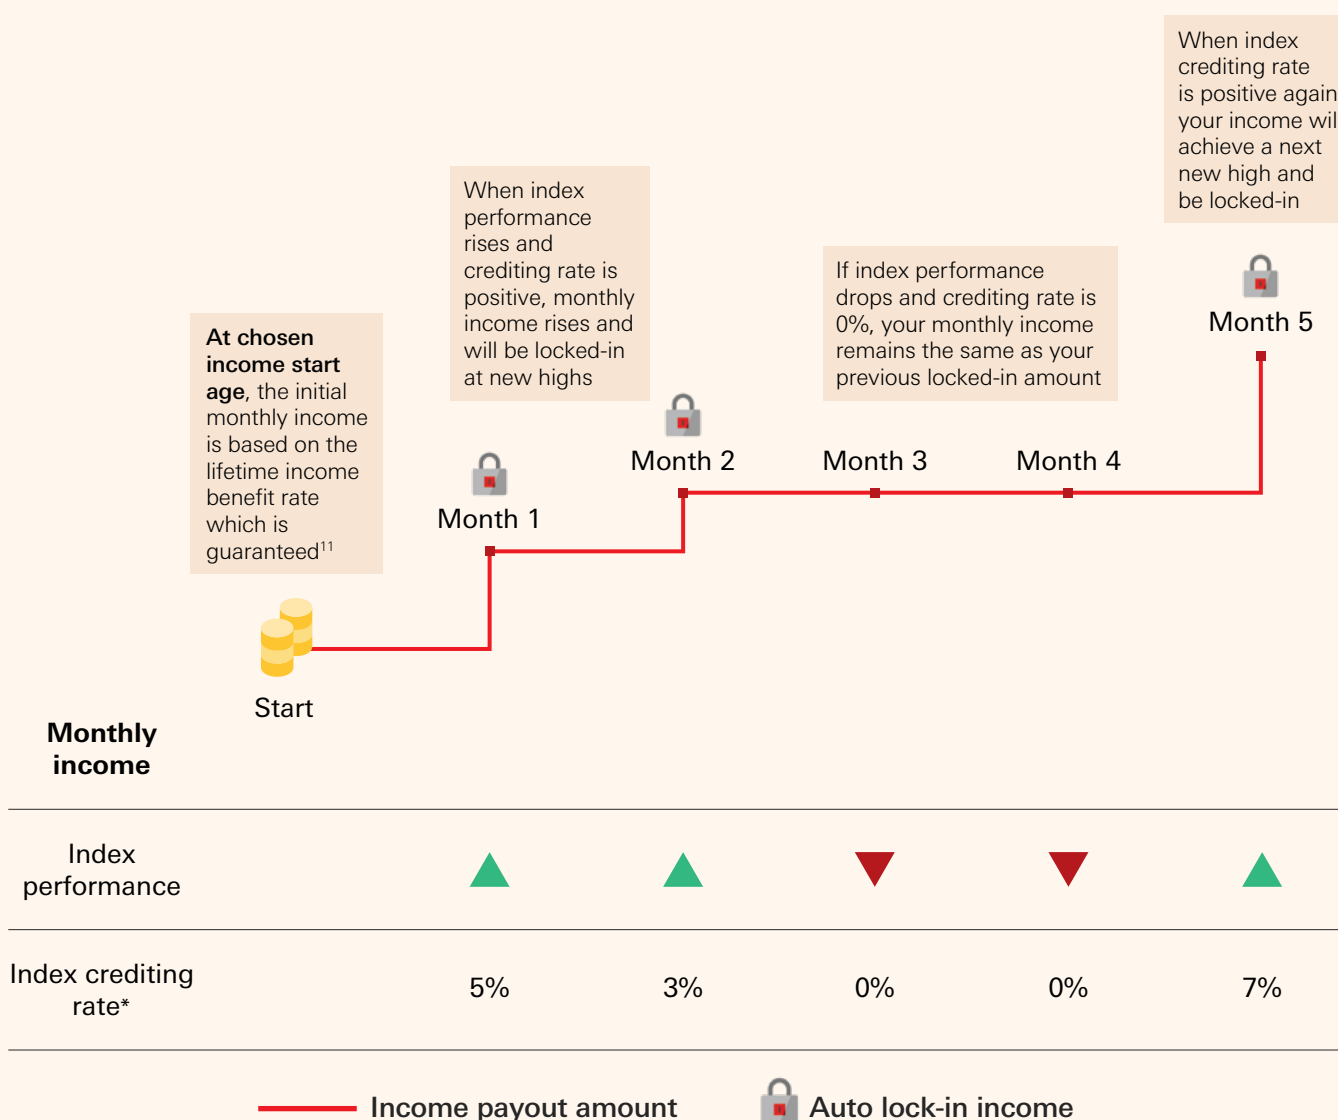 When index
crediting rate
is positive again
your income wil
achieve a next
new high and
be locked-in
When index
performance
rises and
crediting rate is
positive, monthly
income rises and
will be locked-in
at new highs
If index performance
drops and crediting rate is
0%, your monthly income
remains the same as your
previous locked-in amount
At chosen
income start
age, the initial
monthly income
is based on the
lifetime income
benefit rate
which is
guaranteed11
Month 5
Month 2
Month 3
Month 4
Month 1
Start
Monthly
income
Index
performance
Index crediting
rate*
5%
3%
0%
0%
7%
Income payout amount
Auto lock-in income